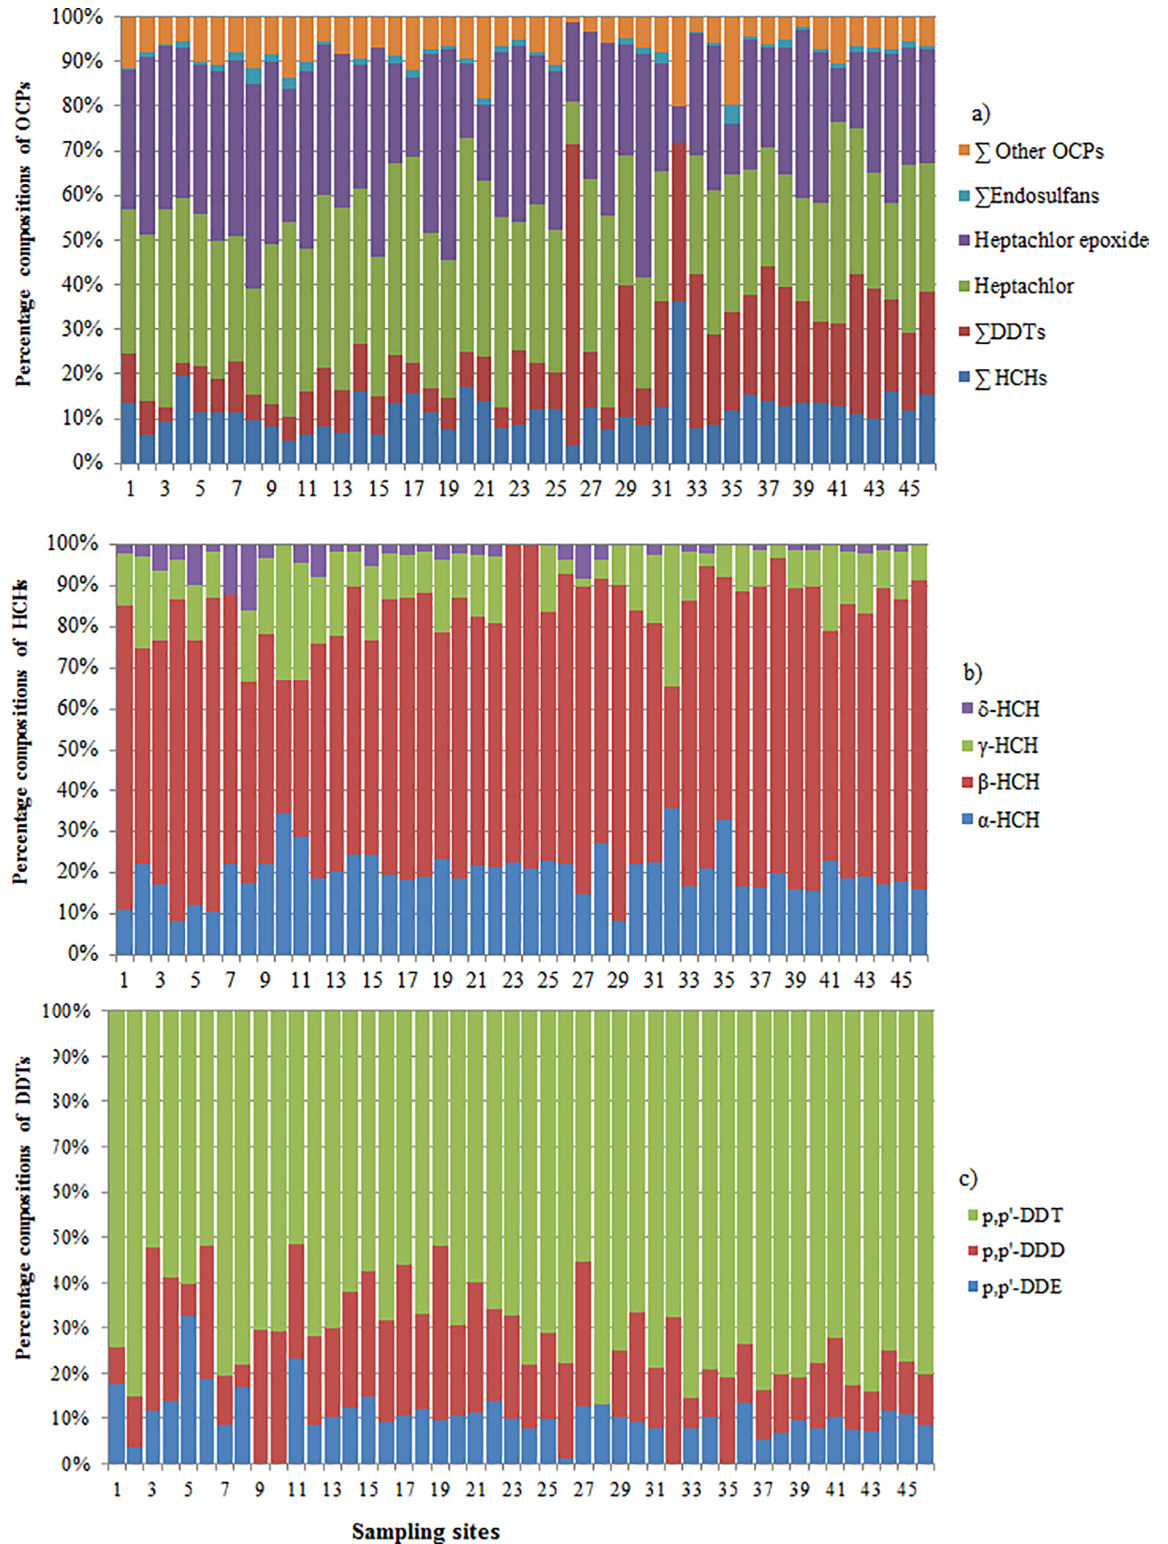 Percentage compositions of OCPs
100%
90%
80%
70%
60%
50%
40%
30%
20%
10%
0%
1 3 5 7 9 11 13 15 17 19 21 23 25 27 29 31 33 35 37 39 41 43 45
a)
∑ Other OCPs
∑Endosulfans
Heptachlor epoxide
Heptachlor
∑DDTs
∑ HCHs
Percentage compositions of HCHs
100%
90%
80%
70%
60%
50%
40%
30%
20%
10%
0%
1 3 5 7 9 11 13 15 17 19 21 23 25 27 29 31 33 35 37 39 41 43 45
b)
δ-HCH
γ-HCH
β-HCH
α-HCH
Percentage compositions of DDTs
100%
90%
80%
70%
60%
50%
40%
30%
20%
10%
0%
1 3 5 7 9 11 13 15 17 19 21 23 25 27 29 31 33 35 37 39 41 43 45
c)
p,p'-DDT
p,p'-DDD
p,p'-DDE
Sampling sites